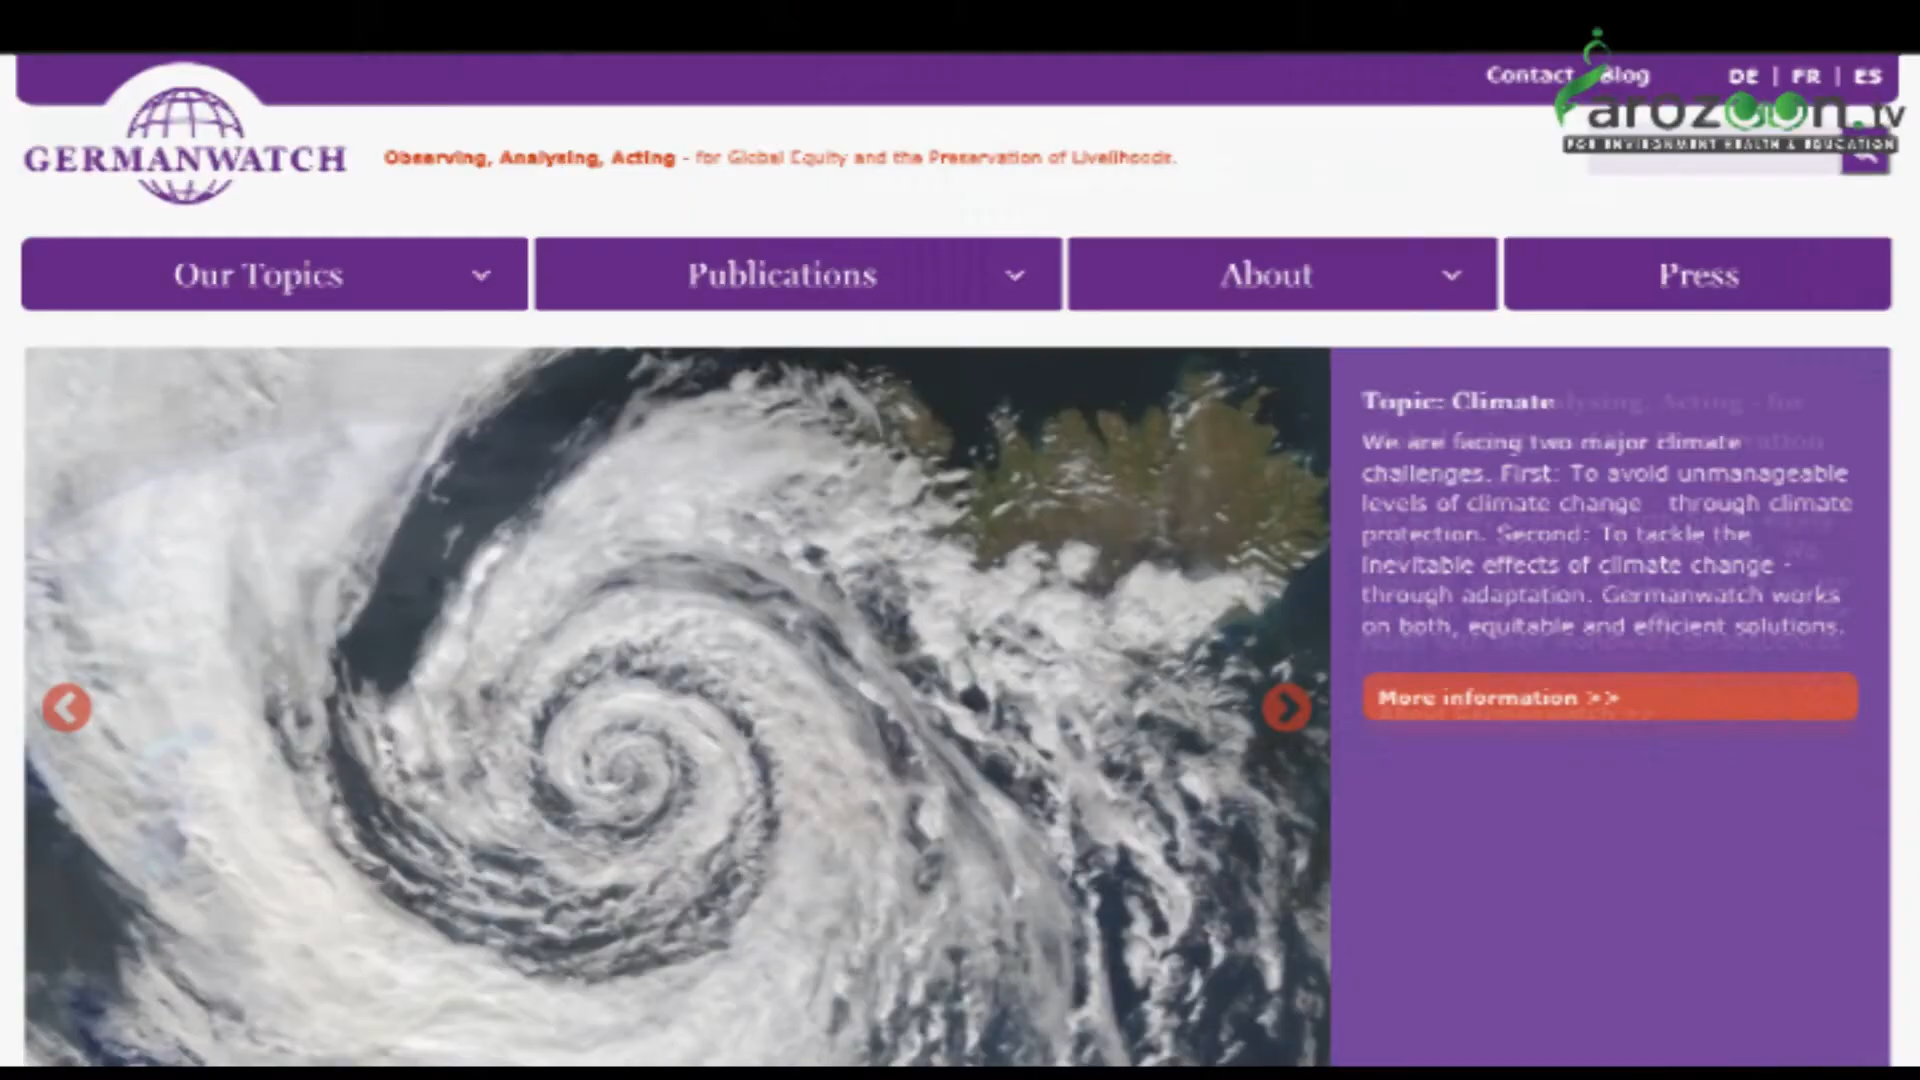 Contact
Blog
DE | FR | ES
Farozoon.tv
FOR ENVIRONMENT HEALTH & EDUCATION
GERMANWATCH
Observing, Analysing, Acting - for Global Equity and the Preservation of Livelihoods.
Our Topics
Publications
About
Press
Topic: Climate
We are facing two major climate
challenges. First: To avoid unmanageable
levels of climate change through climate
protection. Second: To tackle the
inevitable effects of climate change -
through adaptation. Germanwatch works
on both, equitable and efficient solutions.
More information >>